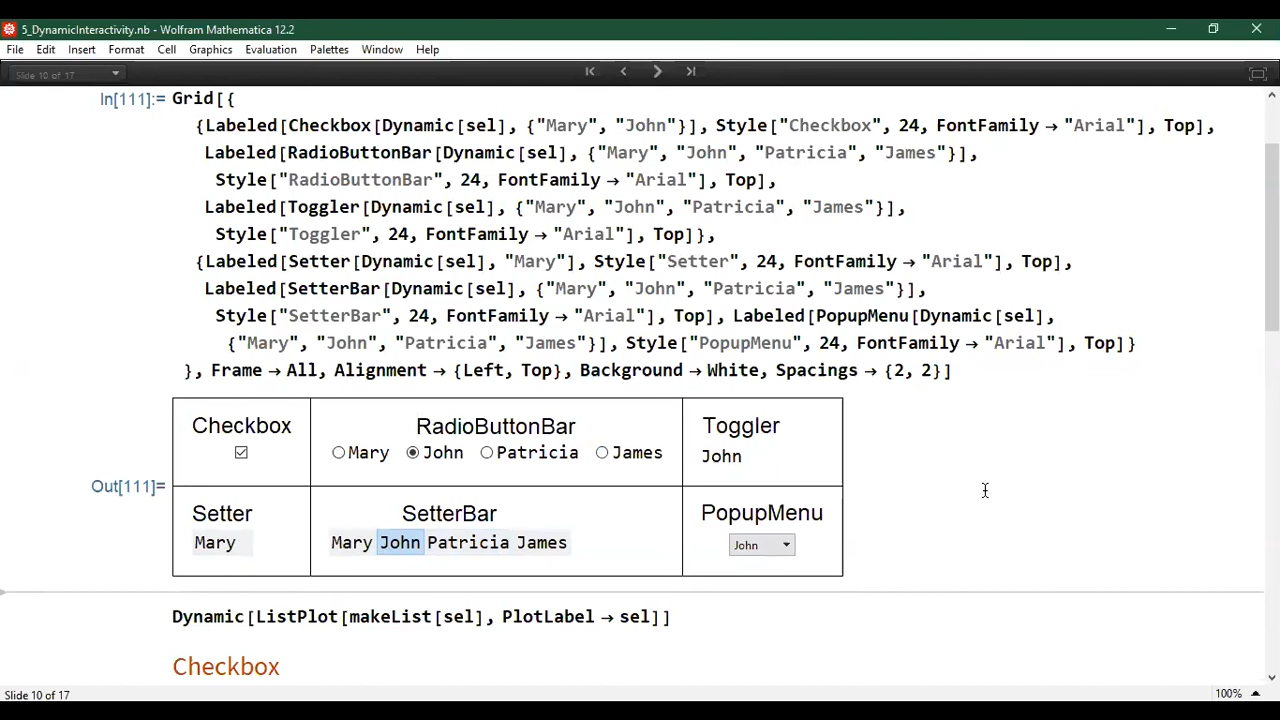 5_DynamicInteractivity.nb - Wolfram Mathematica 12.2
File Edit Insert Format Cell Graphics Evaluation Palettes Window Help
Slide 10 of 17
In[111]:= Grid[{
{Labeled[Checkbox[Dynamic[sel], {"Mary", "John"}], Style["Checkbox", 24, FontFamily → "Arial"], Top],
Labeled[RadioButtonBar[Dynamic[sel], {"Mary", "John", "Patricia", "James"}],
Style["RadioButtonBar", 24, FontFamily → "Arial"], Top],
Labeled[Toggler[Dynamic[sel], {"Mary", "John", "Patricia", "James"}],
Style["Toggler", 24, FontFamily → "Arial"], Top]},
{Labeled[Setter[Dynamic[sel], "Mary"], Style["Setter", 24, FontFamily → "Arial"], Top],
Labeled[SetterBar[Dynamic[sel], {"Mary", "John", "Patricia", "James"}],
Style["SetterBar", 24, FontFamily → "Arial"], Top], Labeled[PopupMenu[Dynamic[sel],
{"Mary", "John", "Patricia", "James"}], Style["PopupMenu", 24, FontFamily → "Arial"], Top]}
}, Frame → All, Alignment → {Left, Top}, Background → White, Spacings → {2, 2}]
Checkbox RadioButtonBar Toggler
Mary John Patricia James John
Out[111]=
Setter SetterBar PopupMenu
Mary Mary John Patricia James John
Dynamic[ListPlot[makeList[sel], PlotLabel → sel]]
Checkbox
Slide 10 of 17 100%